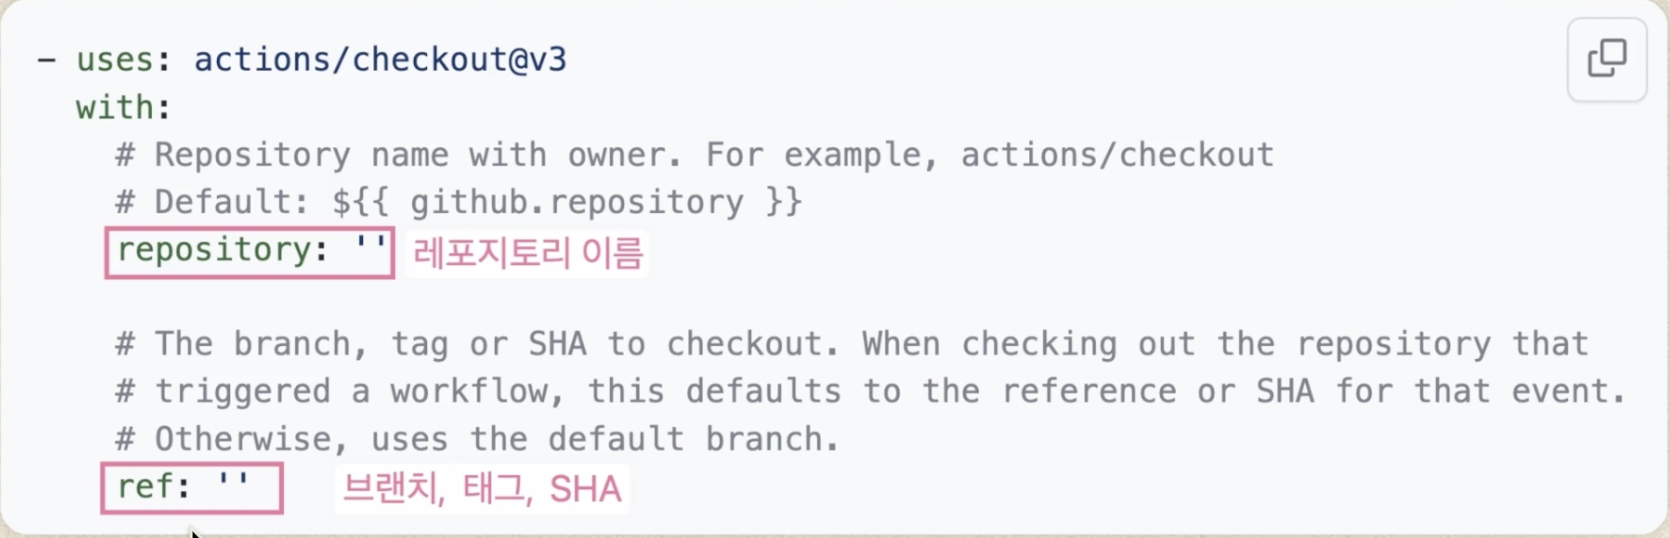 - uses: actions/checkout@v3
with:
# Repository name with owner. For example, actions/checkout
# Default: ${{ github.repository }}
repository: '' 레포지토리 이름
# The branch, tag or SHA to checkout. When checking out the repository that
# triggered a workflow, this defaults to the reference or SHA for that event.
# Otherwise, uses the default branch.
ref: '' 브랜치, 태그, SHA